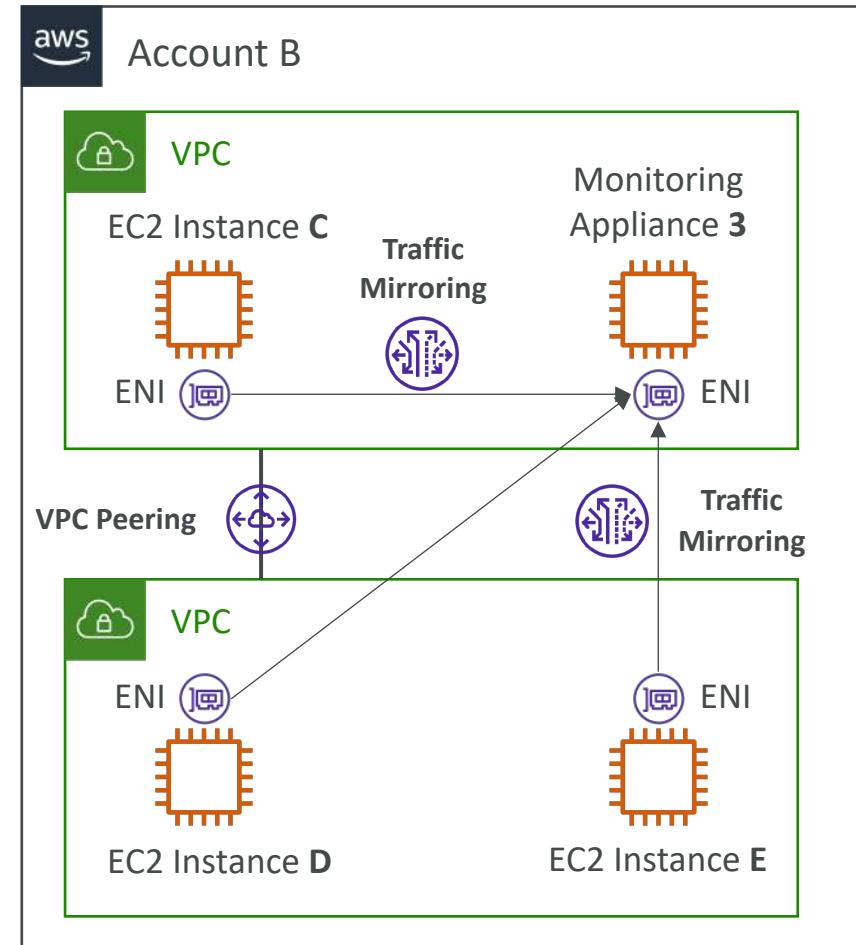 aws
Account B
VPC
EC2 Instance C
Traffic
Mirroring
Monitoring
Appliance 3
ENI
ENI
VPC Peering
Traffic
Mirroring
VPC
ENI
ENI
EC2 Instance D
EC2 Instance E